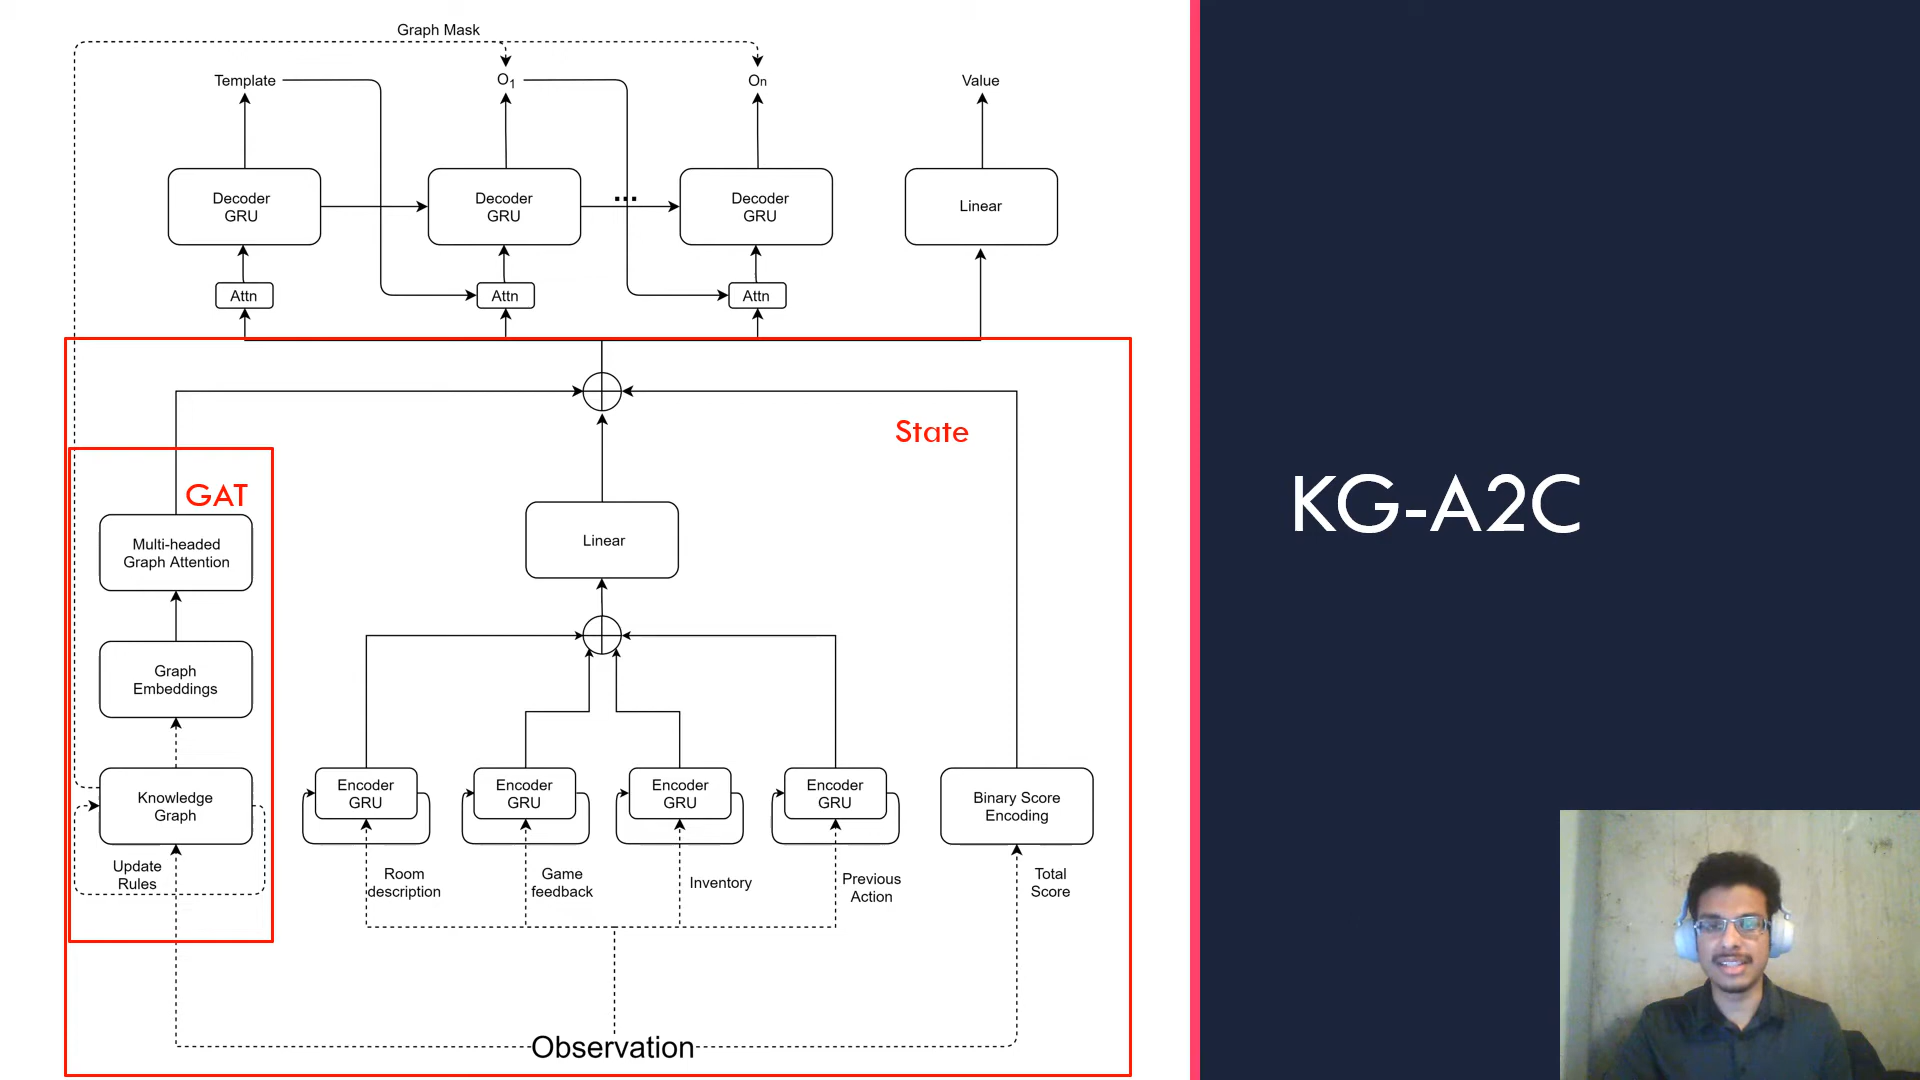 Graph Mask
Template
O1
On
Value
Decoder
GRU
Decoder
GRU
...
Decoder
GRU
Linear
Attn
Attn
Attn
State
GAT
Multi-headed
Graph Attention
Linear
Graph
Embeddings
Knowledge
Graph
Encoder
GRU
Encoder
GRU
Encoder
GRU
Encoder
GRU
Binary Score
Encoding
Update
Rules
Room
description
Game
feedback
Inventory
Previous
Action
Total
Score
Observation
KG-A2C